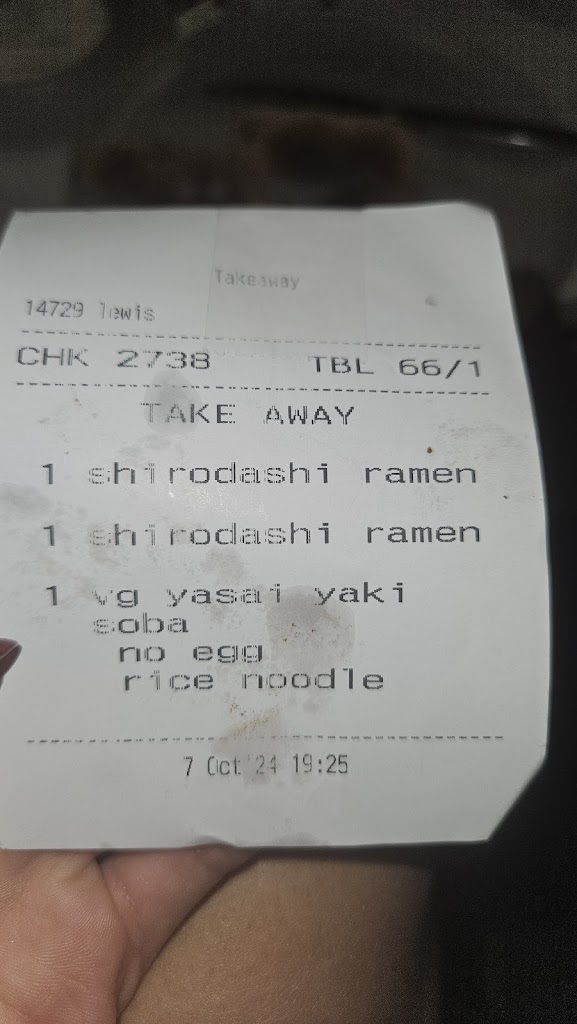 Takeaway
14729 lewis
CHK 2738 TBL 66/1
TAKE AWAY
1 shirodashi ramen
1 shirodashi ramen
1 vg yasai yaki
soba
no egg
rice noodle
7 Oct'24 19:25